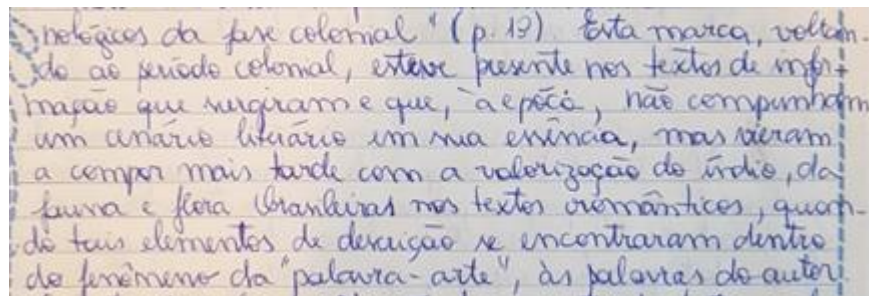 nológicos da fase colonial" (p. 19) Esta marca, voltan-
do ao período colonial, esteve presente nos textos de infor-
mação que surgiram e que, à epócá, não compunham
um cenário literário em sua essência, mas vieram
a compor mais tarde com a valorização do índio, da
fauna e flora brasileiras nos textos românticos, quan-
do tais elementos de descrição se encontraram dentro
do fenômeno da "palavra-arte", às palavras do autor.